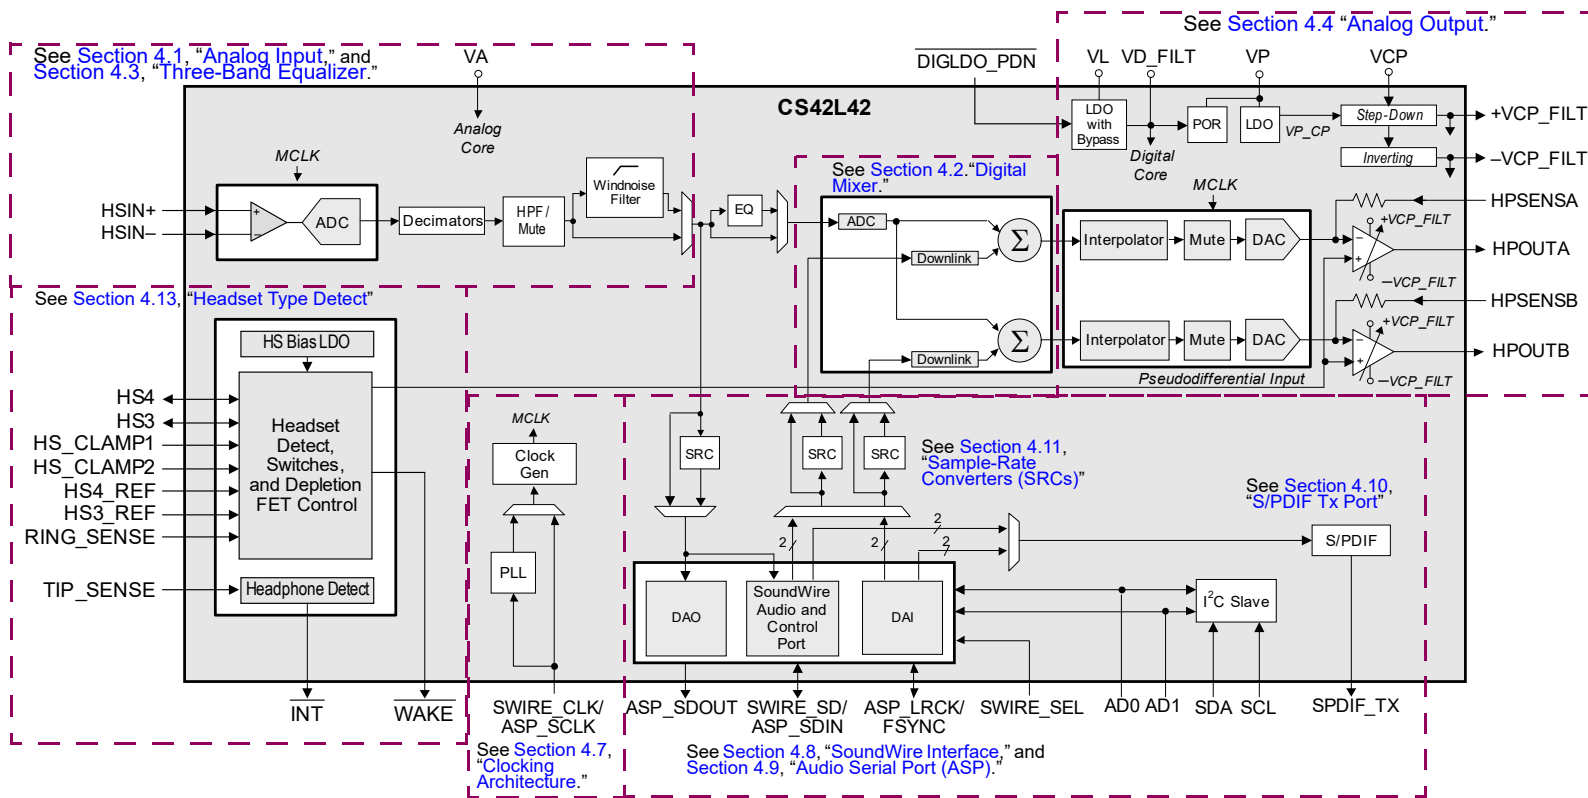 See Section 4.4 "Analog Output."
See Section 4.1, "Analog Input," and
Section 4.3, "Three-Band Equalizer."
VA
DIGLDO_PDN
VL
VD_FILT
VP
VCP
CS42L42
Analog
Core
LDO
with
Bypass
POR
LDO
VP_CP
Step-Down
+VCP_FILT
Inverting
–VCP_FILT
Digital
Core
MCLK
See Section 4.2."Digital
Mixer."
MCLK
HSIN+
HSIN–
+
–
ADC
Decimators
HPF /
Mute
Windnoise
Filter
EQ
ADC
Downlink
Σ
Interpolator
Mute
DAC
HPSENSA
+VCP_FILT
–
+
HPOUTA
–VCP_FILT
See Section 4.13, "Headset Type Detect"
HPSENSB
+VCP_FILT
Downlink
Σ
Interpolator
Mute
DAC
–
+
HPOUTB
–VCP_FILT
Pseudodifferential Input
HS Bias LDO
Headset
Detect,
Switches,
and Depletion
FET Control
HS4
HS3
HS_CLAMP1
HS_CLAMP2
HS4_REF
HS3_REF
RING_SENSE
TIP_SENSE
Headphone Detect
INT
WAKE
MCLK
Clock
Gen
PLL
SRC
SRC
SRC
See Section 4.11,
"Sample-Rate
Converters (SRCs)"
See Section 4.10,
"S/PDIF Tx Port"
2
2
2
2
S/PDIF
DAO
SoundWire
Audio and
Control
Port
DAI
I2C Slave
SWIRE_CLK/
ASP_SCLK
ASP_SDOUT
SWIRE_SD/
ASP_SDIN
ASP_LRCK/
FSYNC
SWIRE_SEL
AD0
AD1
SDA
SCL
SPDIF_TX
See Section 4.7,
"Clocking
Architecture."
See Section 4.8, "SoundWire Interface," and
Section 4.9, "Audio Serial Port (ASP)."